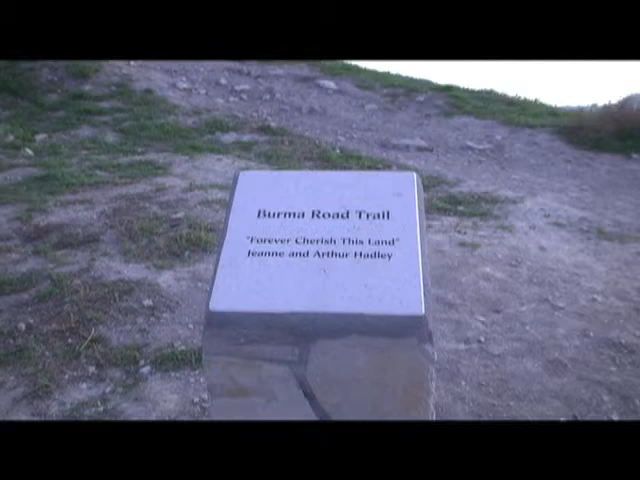 Burma Road Trail
"Forever Cherish This Land"
Jeanne and Arthur Hadley